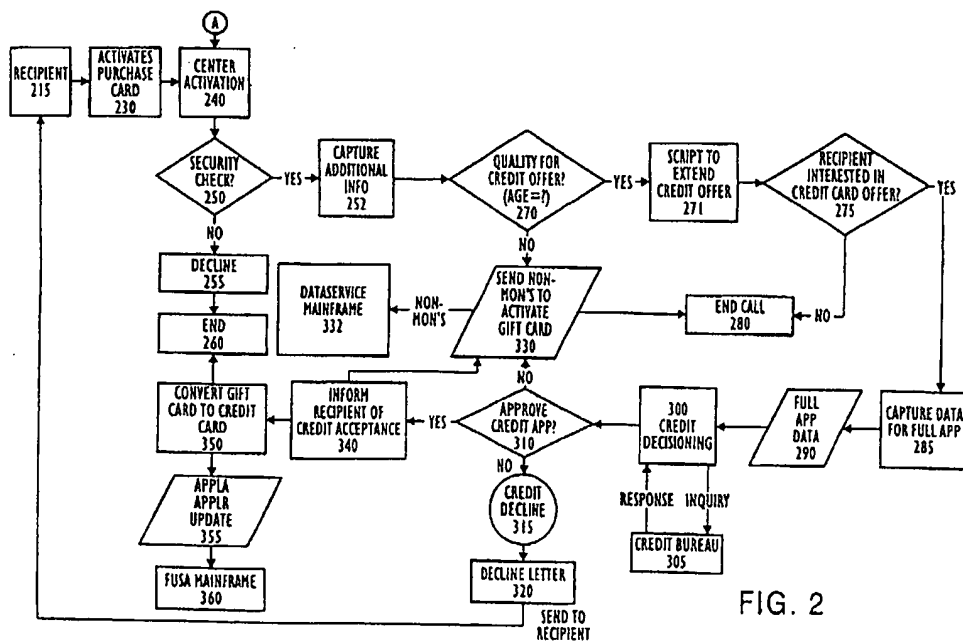 A
RECIPIENT
215
ACTIVATES
PURCHASE
CARD
230
CENTER
ACTIVATION
240
SECURITY
CHECK?
250
YES
CAPTURE
ADDITIONAL
INFO
252
QUALITY FOR
CREDIT OFFER?
(AGE=?)
270
YES
SCRIPT TO
EXTEND
CREDIT OFFER
271
RECIPIENT
INTERESTED IN
CREDIT CARD OFFER?
275
YES
NO
DECLINE
255
END
260
NO
SEND NON-
MON'S TO
ACTIVATE
GIFT CARD
330
NON-
MON'S
DATASERVICE
MAINFRAME
332
END CALL
280
NO
CONVERT GIFT
CARD TO CREDIT
CARD
350
INFORM
RECIPIENT OF
CREDIT ACCEPTANCE
340
YES
NO
APPROVE
CREDIT APP?
310
300
CREDIT
DECISIONING
FULL
APP
DATA
290
CAPTURE DATA
FOR FULL APP
285
NO
CREDIT
DECLINE
315
RESPONSE INQUIRY
CREDIT BUREAU
305
APPLA
APPLR
UPDATE
355
FUSA MAINFRAME
360
DECLINE LETTER
320
SEND TO
RECIPIENT
FIG. 2